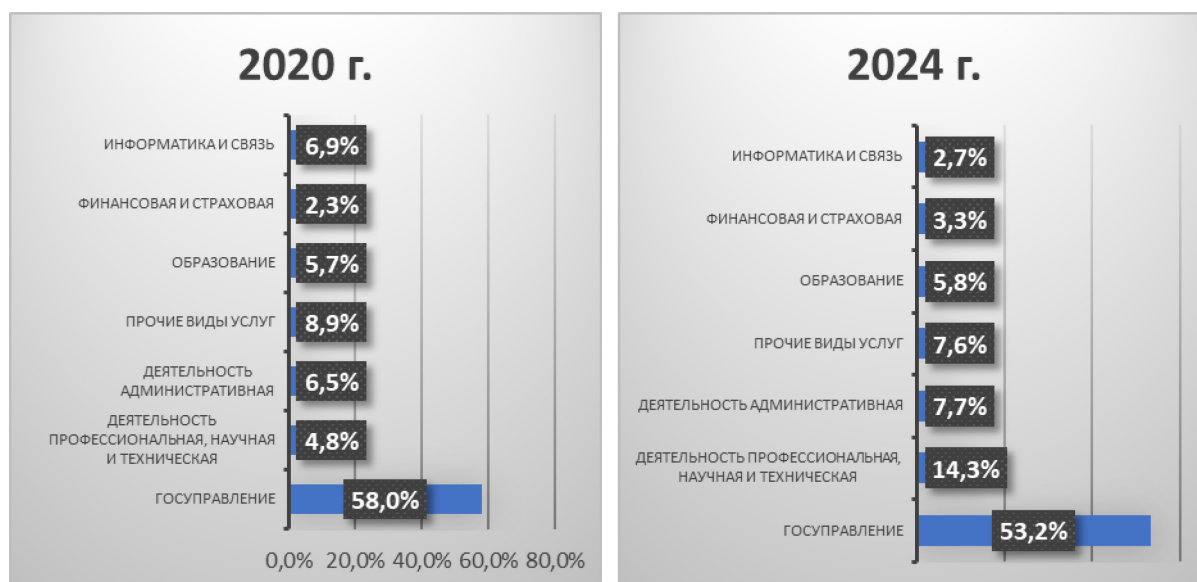 2020 г.
ИНФОРМАТИКА И СВЯЗЬ
6,9%
ФИНАНСОВАЯ И СТРАХОВАЯ
2,3%
ОБРАЗОВАНИЕ
5,7%
ПРОЧИЕ ВИДЫ УСЛУГ
8,9%
ДЕЯТЕЛЬНОСТЬ
АДМИНИСТРАТИВНАЯ
6,5%
ДЕЯТЕЛЬНОСТЬ
ПРОФЕССИОНАЛЬНАЯ, НАУЧНАЯ
И ТЕХНИЧЕСКАЯ
4,8%
ГОСУПРАВЛЕНИЕ
58,0%
0,0% 20,0% 40,0% 60,0% 80,0%
2024 г.
ИНФОРМАТИКА И СВЯЗЬ
2,7%
ФИНАНСОВАЯ И СТРАХОВАЯ
3,3%
ОБРАЗОВАНИЕ
5,8%
ПРОЧИЕ ВИДЫ УСЛУГ
7,6%
ДЕЯТЕЛЬНОСТЬ АДМИНИСТРАТИВНАЯ
7,7%
ДЕЯТЕЛЬНОСТЬ ПРОФЕССИОНАЛЬНАЯ,
НАУЧНАЯ И ТЕХНИЧЕСКАЯ
14,3%
ГОСУПРАВЛЕНИЕ
53,2%